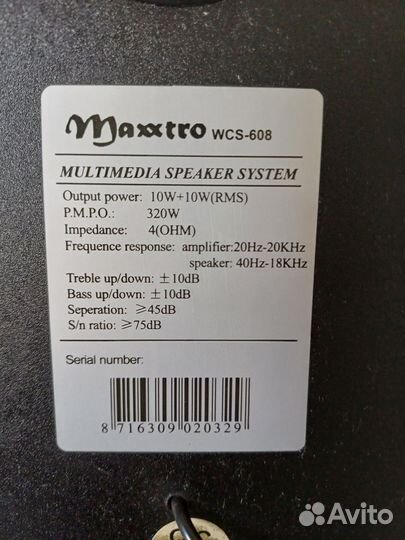 Maxxtro WCS-608
MULTIMEDIA SPEAKER SYSTEM
Output power: 10W+10W(RMS)
P.M.P.O.: 320W
Impedance: 4(OHM)
Frequence response: amplifier:20Hz-20KHz
speaker: 40Hz-18KHz
Treble up/down: ±10dB
Bass up/down: ±10dB
Seperation: ≥45dB
S/n ratio: ≥75dB
Serial number:
8 716309 020329
Avito